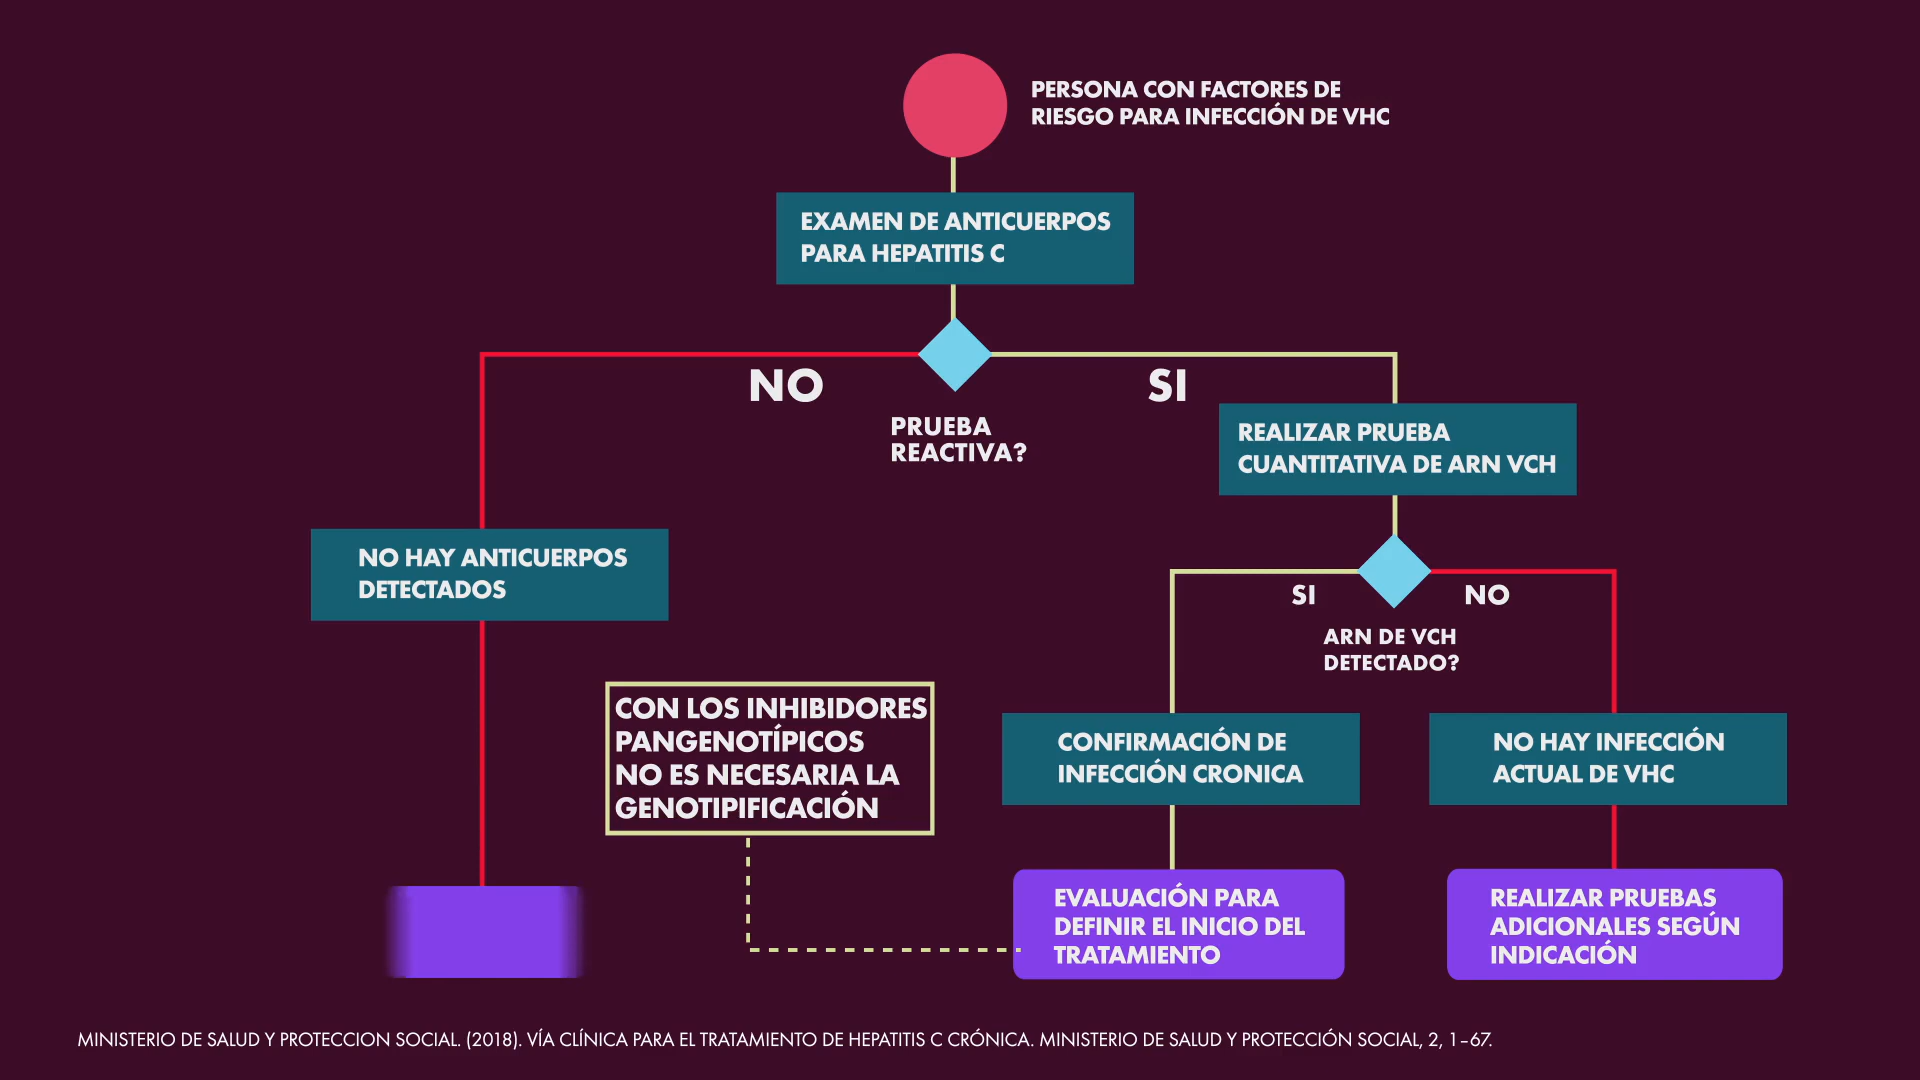 PERSONA CON FACTORES DE
RIESGO PARA INFECCIÓN DE VHC
EXAMEN DE ANTICUERPOS
PARA HEPATITIS C
NO
SI
PRUEBA
REACTIVA?
REALIZAR PRUEBA
CUANTITATIVA DE ARN VCH
NO HAY ANTICUERPOS
DETECTADOS
SI
NO
ARN DE VCH
DETECTADO?
CON LOS INHIBIDORES
PANGENOTÍPICOS
NO ES NECESARIA LA
GENOTIPIFICACIÓN
CONFIRMACIÓN DE
INFECCIÓN CRONICA
NO HAY INFECCIÓN
ACTUAL DE VHC
EVALUACIÓN PARA
DEFINIR EL INICIO DEL
TRATAMIENTO
REALIZAR PRUEBAS
ADICIONALES SEGÚN
INDICACIÓN
MINISTERIO DE SALUD Y PROTECCION SOCIAL. (2018). VÍA CLÍNICA PARA EL TRATAMIENTO DE HEPATITIS C CRÓNICA. MINISTERIO DE SALUD Y PROTECCIÓN SOCIAL, 2, 1–67.